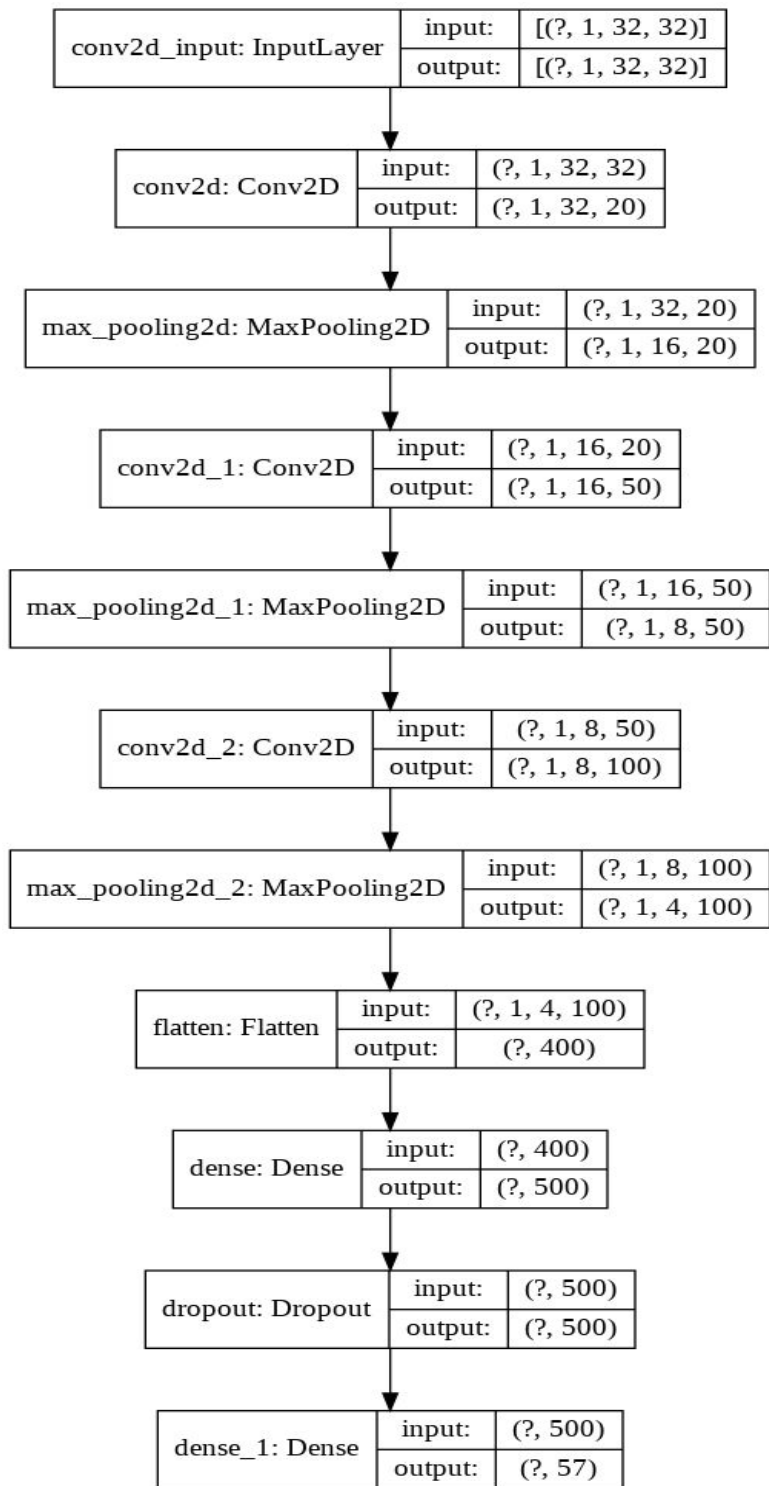 conv2d_input: InputLayer
input: [(?, 1, 32, 32)]
output: [(?, 1, 32, 32)]
conv2d: Conv2D
input: (?, 1, 32, 32)
output: (?, 1, 32, 20)
max_pooling2d: MaxPooling2D
input: (?, 1, 32, 20)
output: (?, 1, 16, 20)
conv2d_1: Conv2D
input: (?, 1, 16, 20)
output: (?, 1, 16, 50)
max_pooling2d_1: MaxPooling2D
input: (?, 1, 16, 50)
output: (?, 1, 8, 50)
conv2d_2: Conv2D
input: (?, 1, 8, 50)
output: (?, 1, 8, 100)
max_pooling2d_2: MaxPooling2D
input: (?, 1, 8, 100)
output: (?, 1, 4, 100)
flatten: Flatten
input: (?, 1, 4, 100)
output: (?, 400)
dense: Dense
input: (?, 400)
output: (?, 500)
dropout: Dropout
input: (?, 500)
output: (?, 500)
dense_1: Dense
input: (?, 500)
output: (?, 57)